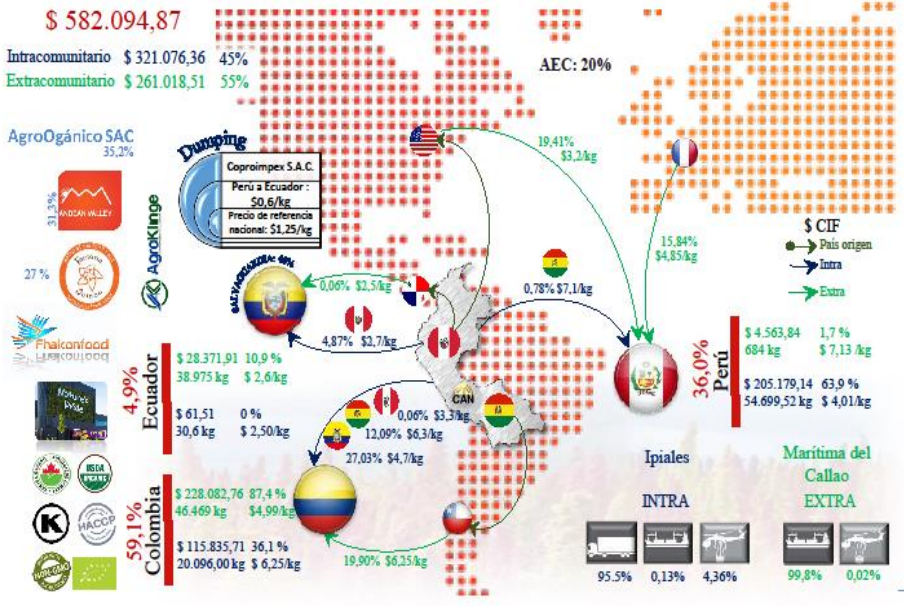 $ 582.094,87
Intracomunitario $ 321.076,36 45%
Extracomunitario $ 261.018,51 55%
AEC: 20%
AgroOgánico SAC
35,2%
ANDEAN VALLEY
31,3%
27 %
AgroKlinge
Fhalconfood
Nature's Pride
USDA
ORGANIC
K
HACCP
NON-GMO
Dumping
Coproimpex S.A.C.
Perú a Ecuador :
$0,6/kg
Precio de referencia
nacional: $1,25/kg
19,41%
$3,2/kg
15,84%
$4,85/kg
$ CIF
País origen
Intra
Extra
0,06% $2,5/kg
4,87% $2,7/kg
0,78% $7,1/kg
CAN
0,06% $3,3/kg
12,09% $6,3/kg
27,03% $4,7/kg
19,90% $6,25/kg
4,9%
Ecuador
$ 28.371,91 10,9 %
38.975 kg $ 2,6/kg
$ 61,51 0 %
30,6 kg $ 2,50/kg
59,1%
Colombia
$ 228.082,76 87,4 %
46.469 kg $4,99/kg
$ 115.835,71 36,1 %
20.096,00 kg $ 6,25/kg
36,0%
Perú
$ 4.563,84 1,7 %
684 kg $ 7,13 /kg
$ 205.179,14 63,9 %
54.699,52 kg $ 4,01/kg
Ipiales
INTRA
95.5% 0,13% 4,36%
Marítima del
Callao
EXTRA
99,8% 0,02%